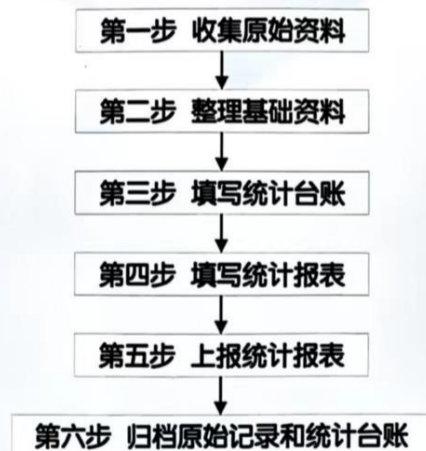 第一步 收集原始资料
第二步 整理基础资料
第三步 填写统计台账
第四步 填写统计报表
第五步 上报统计报表
第六步 归档原始记录和统计台账